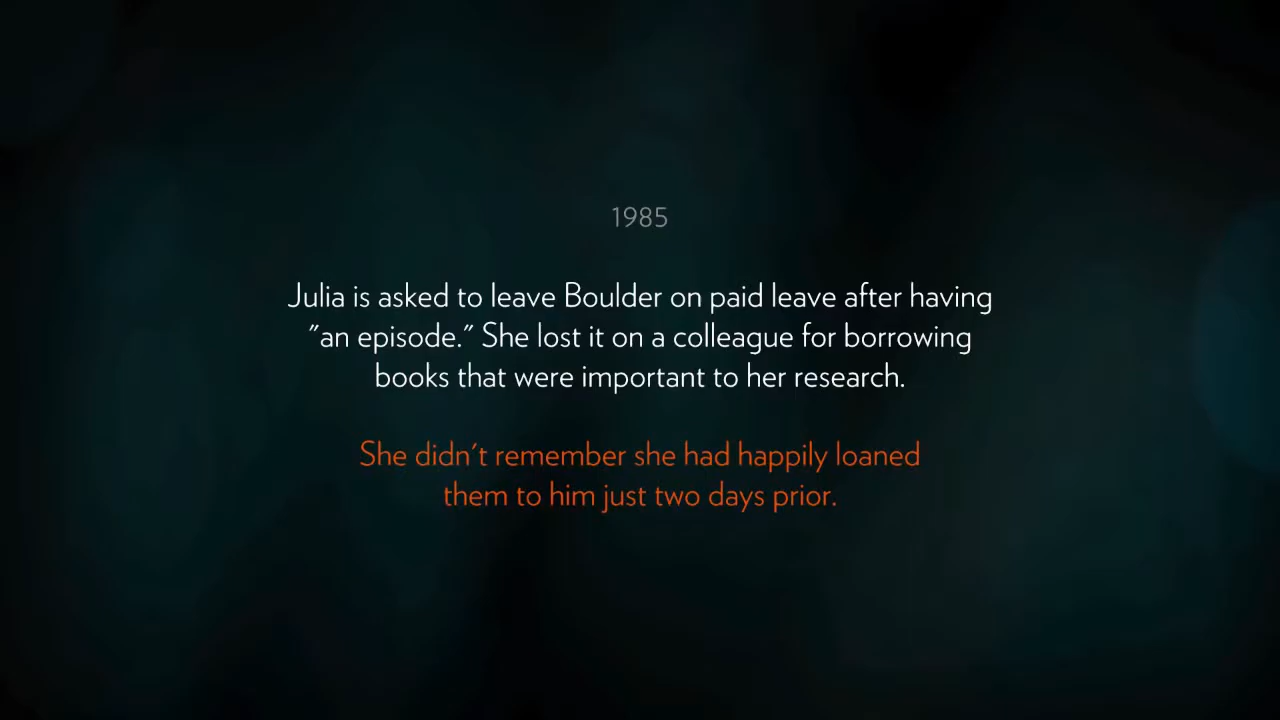 1985
Julia is asked to leave Boulder on paid leave after having
"an episode." She lost it on a colleague for borrowing
books that were important to her research.
She didn't remember she had happily loaned
them to him just two days prior.